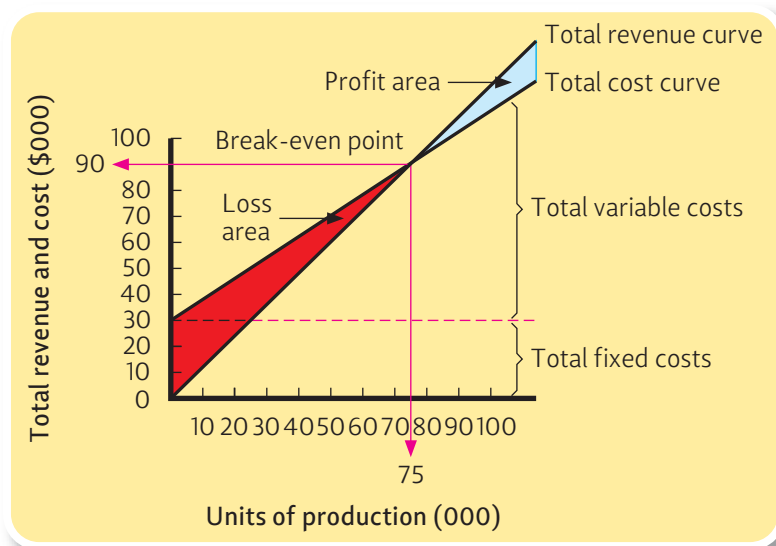 Total revenue curve
Profit area
Total cost curve
100
Break-even point
90
80
Loss
area
70
Total variable costs
60
50
40
30
20
Total fixed costs
10
0
10 20 30 40 50 60 70 80 90 100
75
Total revenue and cost ($000)
Units of production (000)